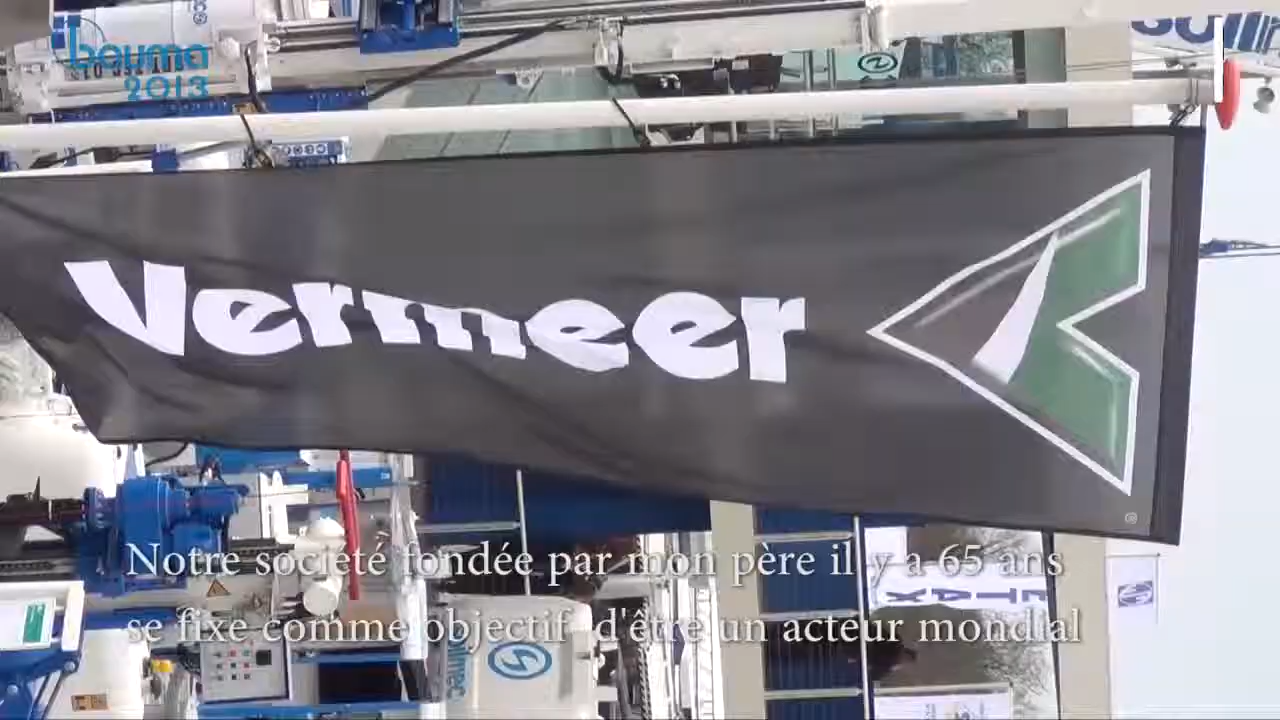 bauma
2013
Vermeer
®
Notre société fondée par mon père il y a 65 ans
se fixe comme objectif d'être un acteur mondial